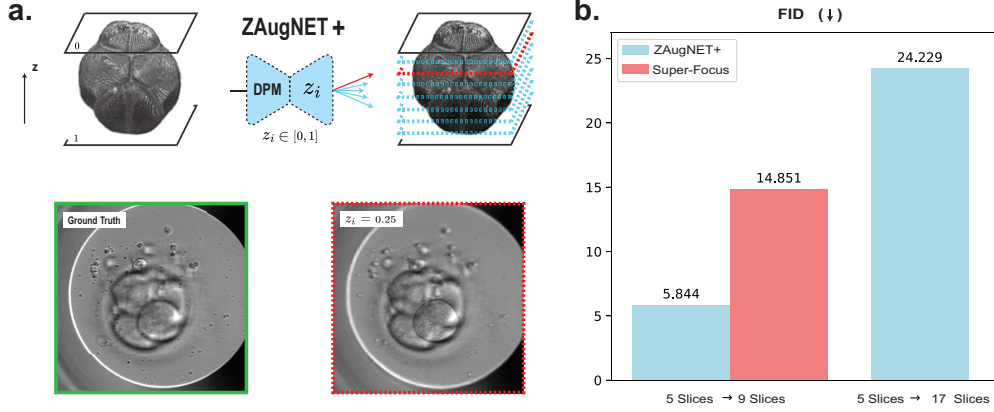 a.
ZAugNET +
0
z
1
DPM
z_i
z_i ∈ [0, 1]
Ground Truth
z_i = 0.25
b.
FID (↓)
ZAugNET+
Super-Focus
25
20
15
10
5
0
5.844
14.851
24.229
5 Slices → 9 Slices
5 Slices → 17 Slices